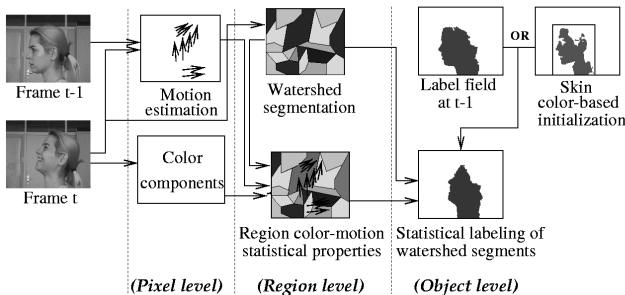 Frame t-1
Motion
estimation
Watershed
segmentation
Label field
at t-1
OR
Skin
color-based
initialization
Frame t
Color
components
Region color-motion
statistical properties
Statistical labeling of
watershed segments
(Pixel level)
(Region level)
(Object level)